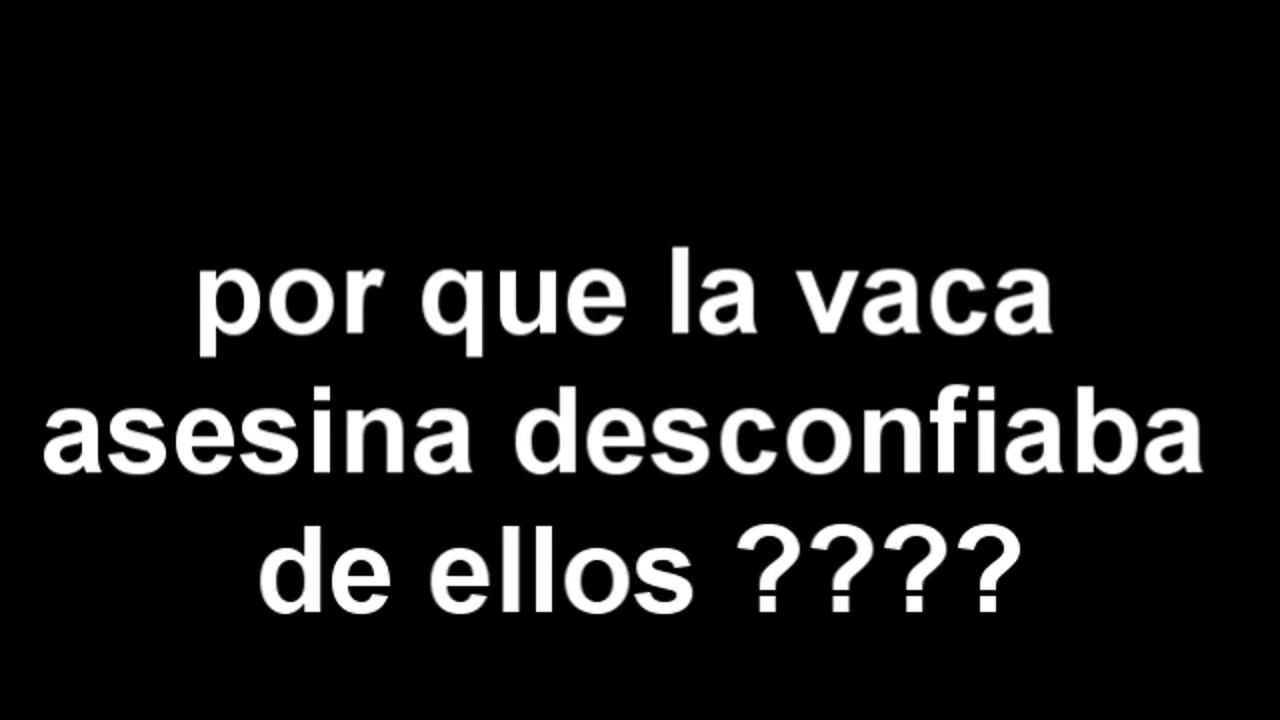 por que la vaca
asesina desconfiaba
de ellos ????